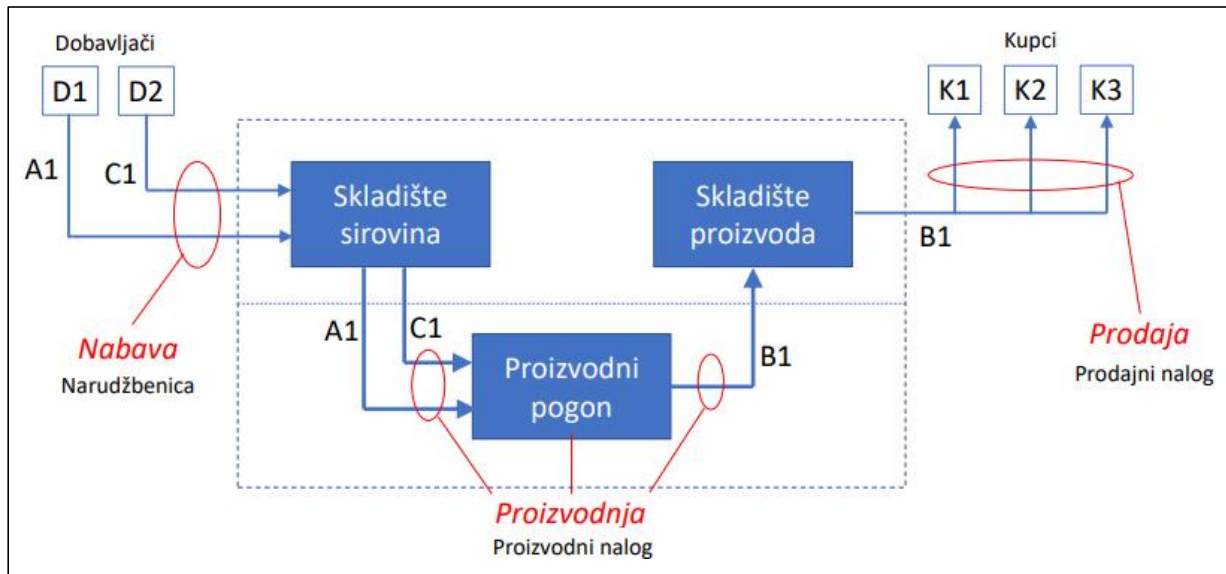 Dobavljači
Kupci
D1
D2
K1
K2
K3
A1
C1
Skladište
sirovina
Skladište
proizvoda
B1
A1
C1
B1
Nabava
Narudžbenica
Proizvodni
pogon
Prodaja
Prodajni nalog
Proizvodnja
Proizvodni nalog